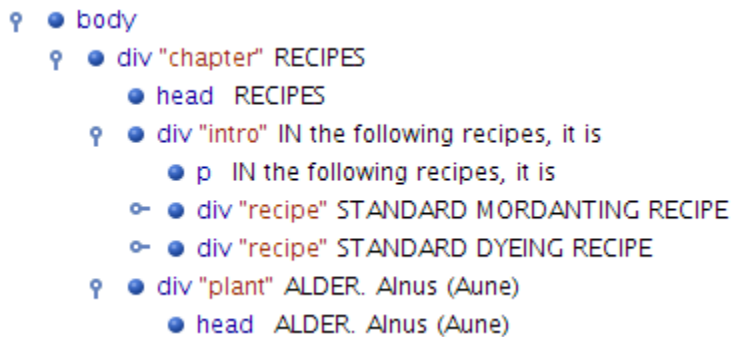 body
div "chapter" RECIPES
head RECIPES
div "intro" IN the following recipes, it is
p IN the following recipes, it is
div "recipe" STANDARD MORDANTING RECIPE
div "recipe" STANDARD DYEING RECIPE
div "plant" ALDER. Alnus (Aune)
head ALDER. Alnus (Aune)